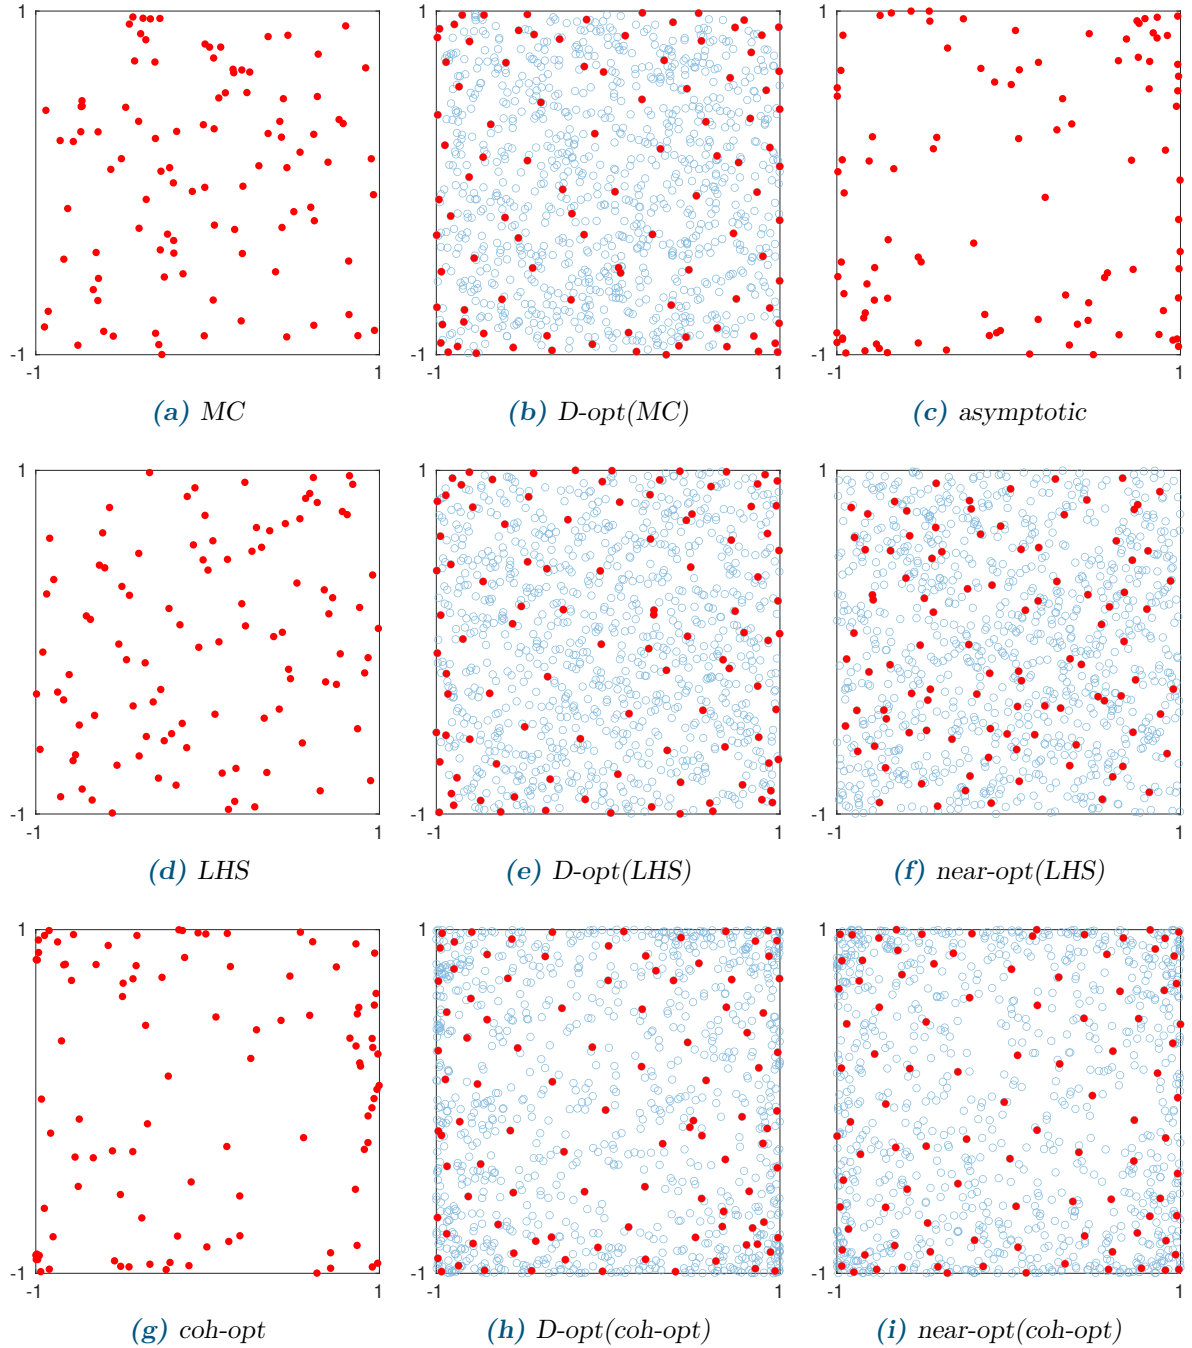 1 1 1
-1 -1 -1
-1 1 -1 1 -1 1
(a) MC (b) D-opt(MC) (c) asymptotic
1 1 1
-1 -1 -1
-1 1 -1 1 -1 1
(d) LHS (e) D-opt(LHS) (f) near-opt(LHS)
1 1 1
-1 -1 -1
-1 1 -1 1 -1 1
(g) coh-opt (h) D-opt(coh-opt) (i) near-opt(coh-opt)